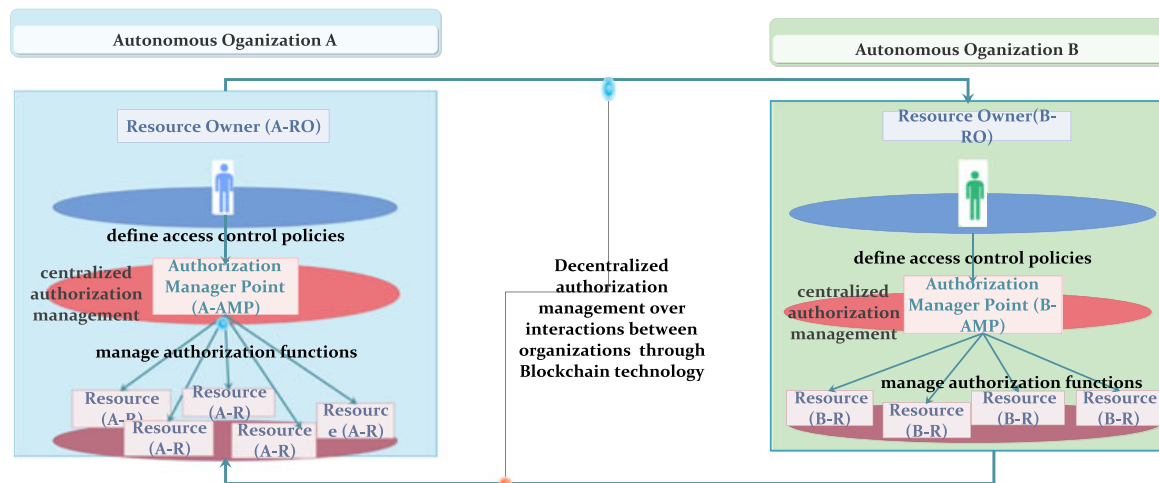 Autonomous Oganization A
Resource Owner (A-RO)
define access control policies
centralized
authorization
management
Authorization
Manager Point
(A-AMP)
manage authorization functions
Resource
(A-R)
Resource
(A-R)
Resourc
e (A-R)
Resource
(A-R)
Resource
(A-R)
Decentralized
authorization
management over
interactions between
organizations through
Blockchain technology
Autonomous Oganization B
Resource Owner(B-
RO)
define access control policies
centralized
authorization
management
Authorization
Manager Point (B-
AMP)
manage authorization functions
Resource
(B-R)
Resource
(B-R)
Resource
(B-R)
Resource
(B-R)